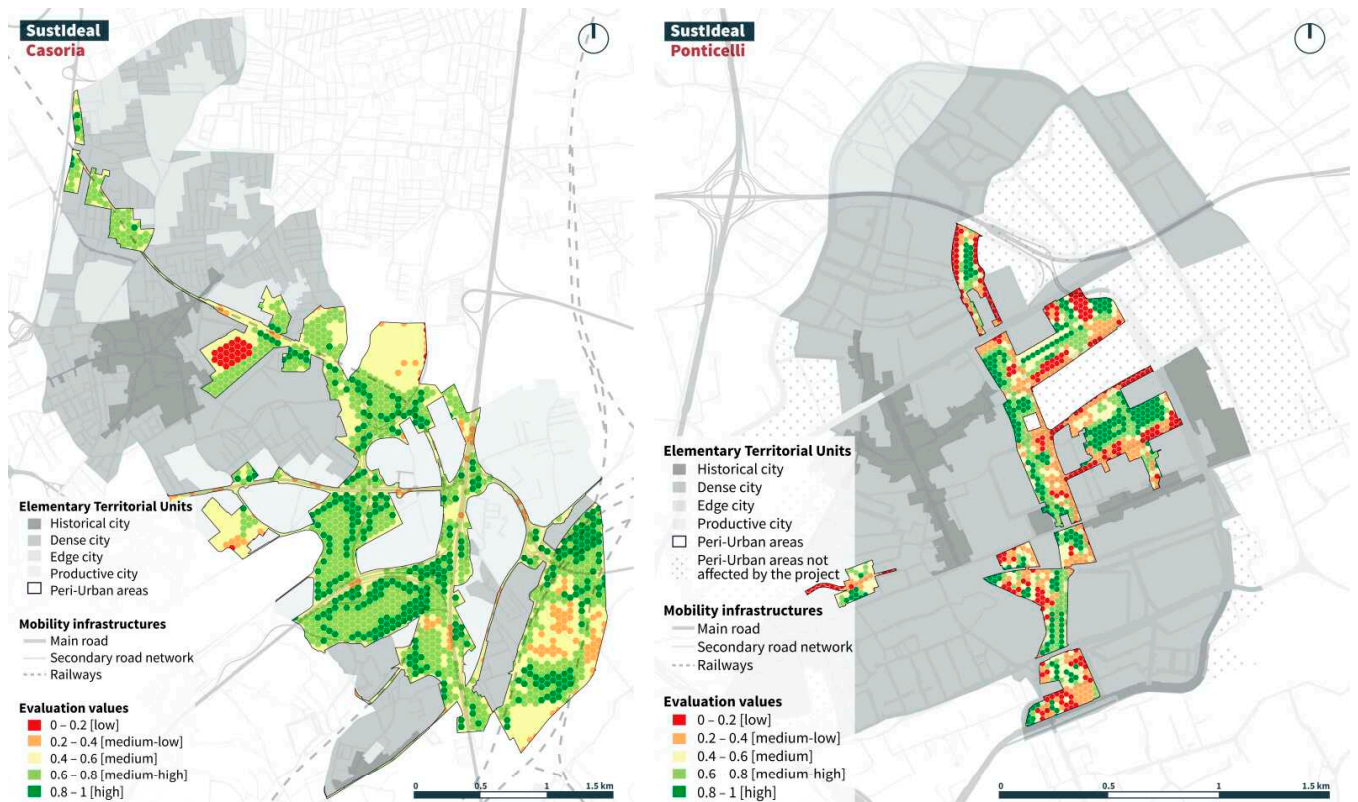 SustIdeal
Casoria
Elementary Territorial Units
Historical city
Dense city
Edge city
Productive city
Peri-Urban areas
Mobility infrastructures
Main road
Secondary road network
Railways
Evaluation values
0 – 0.2 [low]
0.2 – 0.4 [medium-low]
0.4 – 0.6 [medium]
0.6 – 0.8 [medium-high]
0.8 – 1 [high]
0 0.5 1 1.5 km
SustIdeal
Ponticelli
Elementary Territorial Units
Historical city
Dense city
Edge city
Productive city
Peri-Urban areas
Peri-Urban areas not
affected by the project
Mobility infrastructures
Main road
Secondary road network
Railways
Evaluation values
0 – 0.2 [low]
0.2 – 0.4 [medium-low]
0.4 – 0.6 [medium]
0.6 0.8 [medium-high]
0.8 – 1 [high]
0 0.5 1 1.5 km